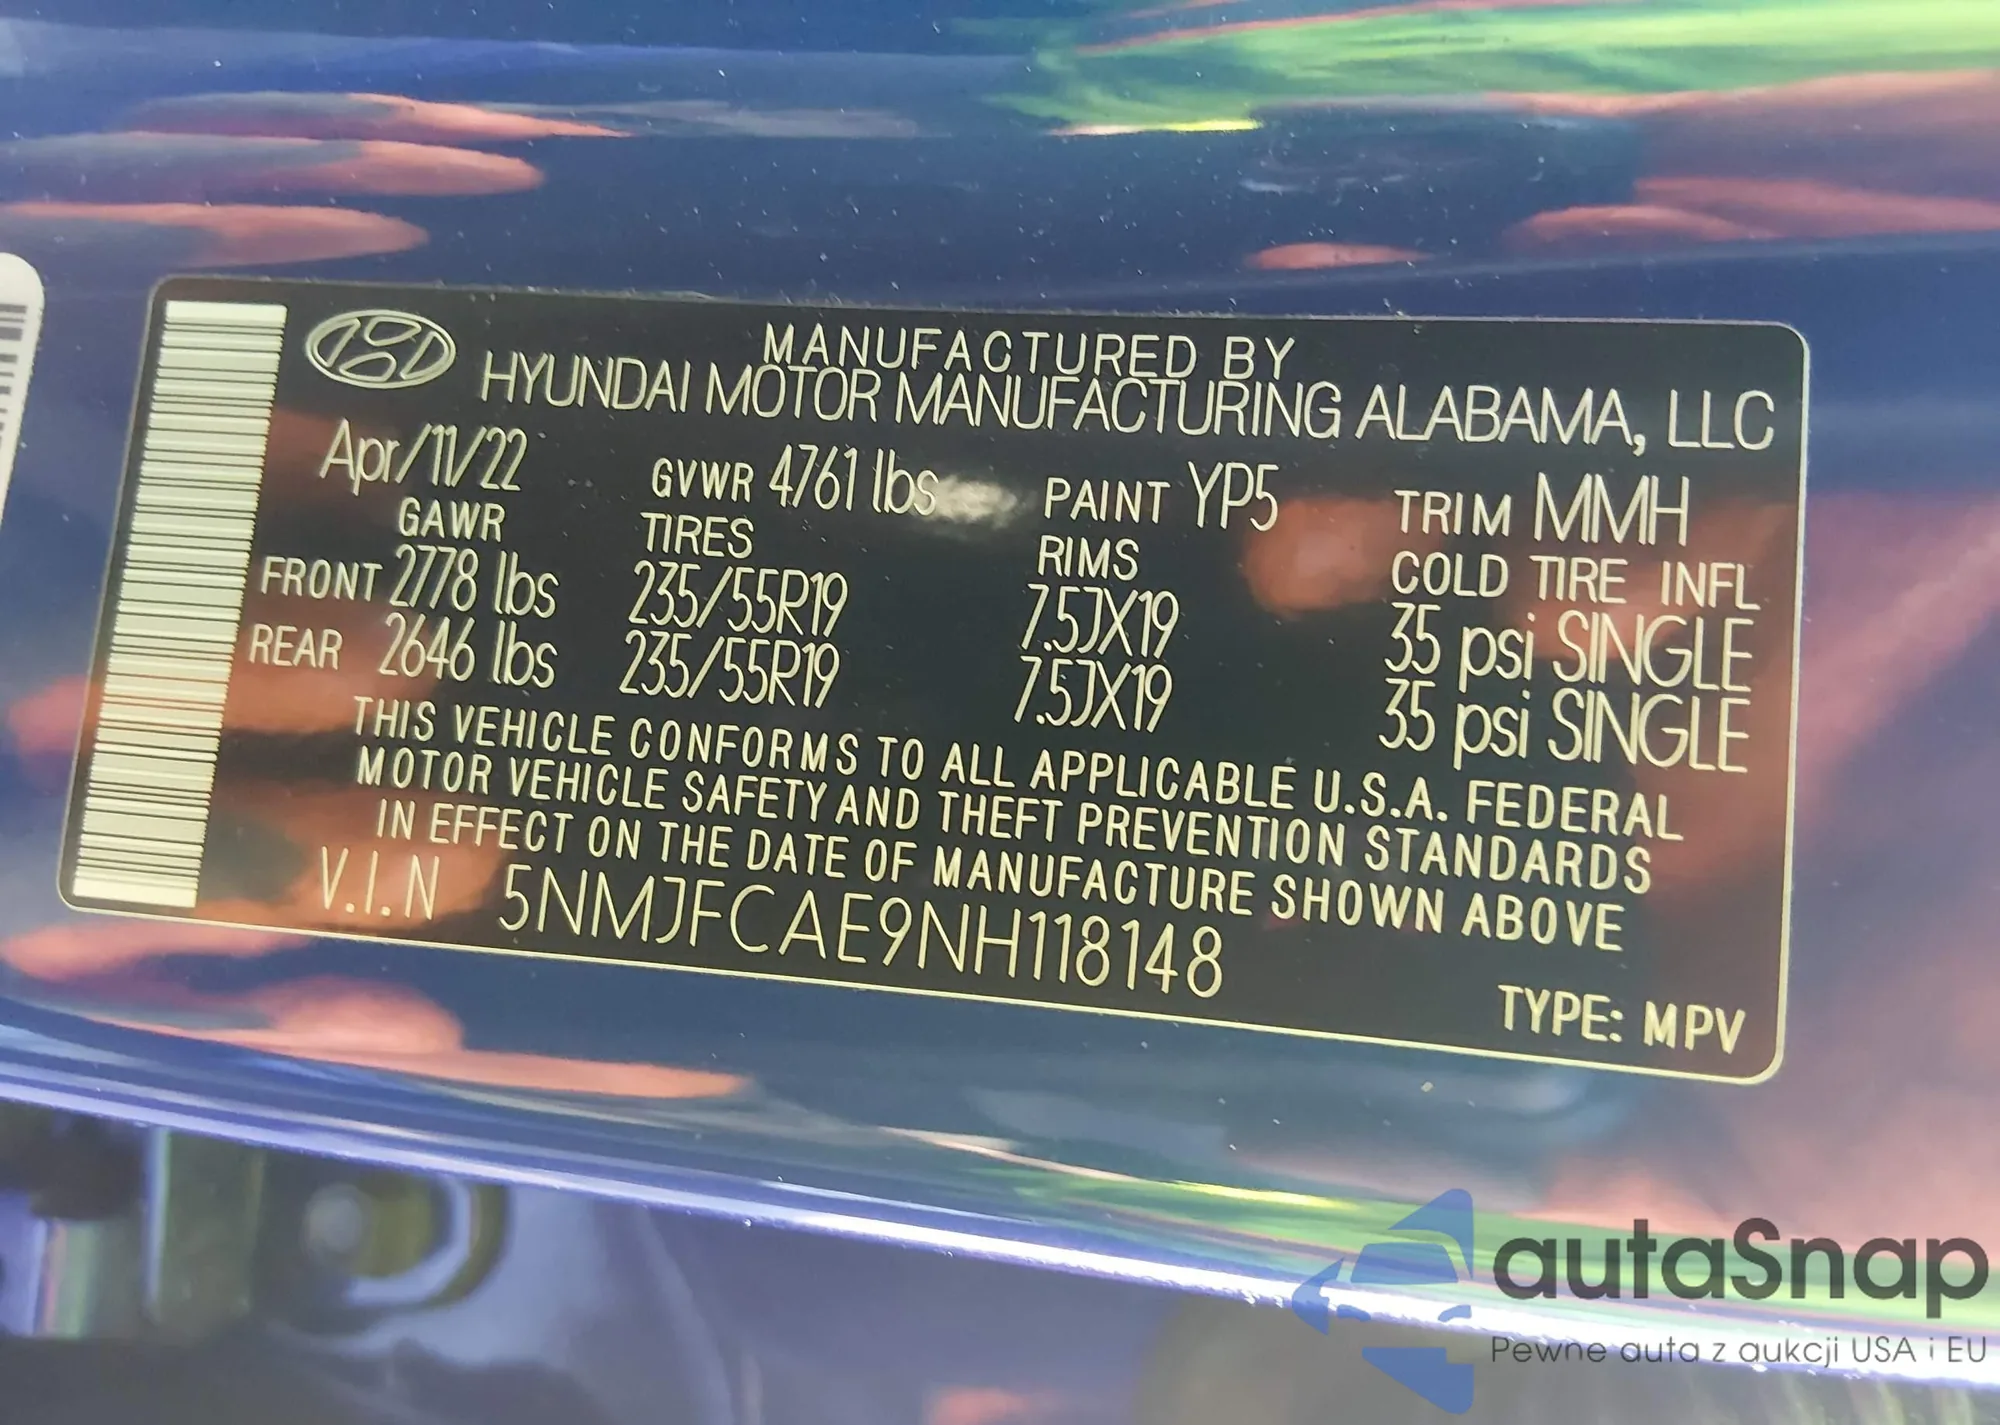 MANUFACTURED BY
HYUNDAI MOTOR MANUFACTURING ALABAMA, LLC
Apr/11/22 GVWR 4761 lbs PAINT YP5 TRIM MMH
GAWR TIRES RIMS COLD TIRE INFL
FRONT 2778 lbs 235/55R19 7.5JX19 35 psi SINGLE
REAR 2646 lbs 235/55R19 7.5JX19 35 psi SINGLE
THIS VEHICLE CONFORMS TO ALL APPLICABLE U.S.A. FEDERAL
MOTOR VEHICLE SAFETY AND THEFT PREVENTION STANDARDS
IN EFFECT ON THE DATE OF MANUFACTURE SHOWN ABOVE
V.I.N 5NMJFCAE9NH118148
TYPE: MPV
autaSnap
Pewne auta z aukcji USA i EU